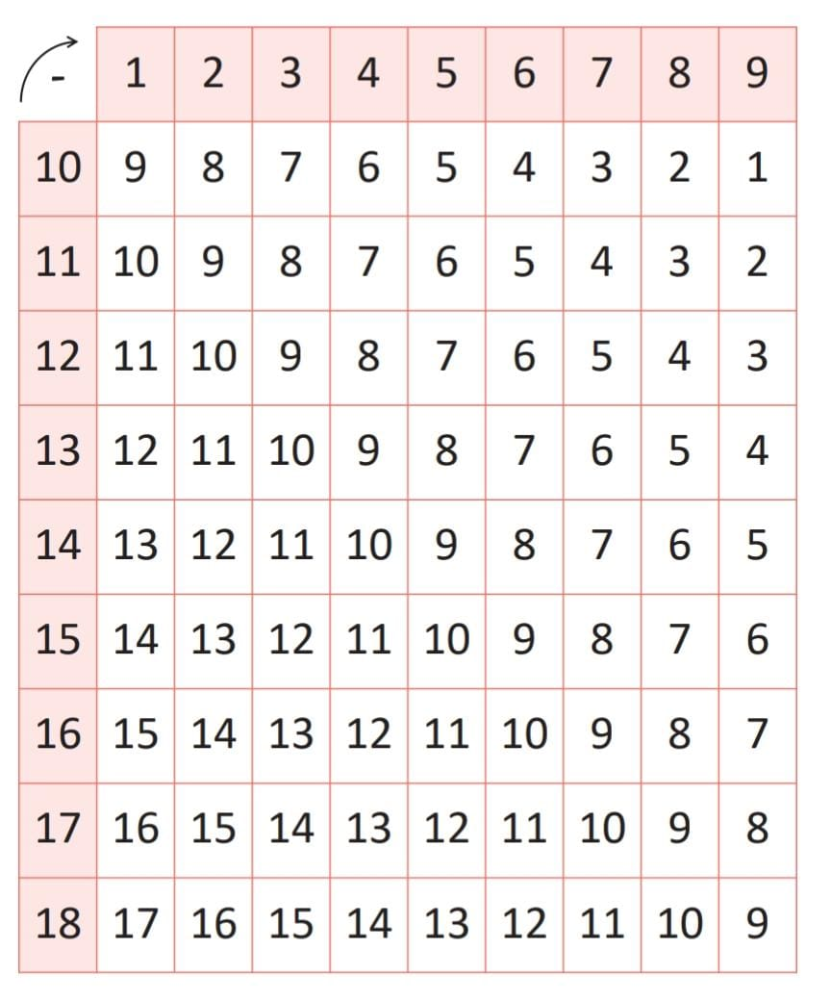 - 1 2 3 4 5 6 7 8 9
10 9 8 7 6 5 4 3 2 1
11 10 9 8 7 6 5 4 3 2
12 11 10 9 8 7 6 5 4 3
13 12 11 10 9 8 7 6 5 4
14 13 12 11 10 9 8 7 6 5
15 14 13 12 11 10 9 8 7 6
16 15 14 13 12 11 10 9 8 7
17 16 15 14 13 12 11 10 9 8
18 17 16 15 14 13 12 11 10 9